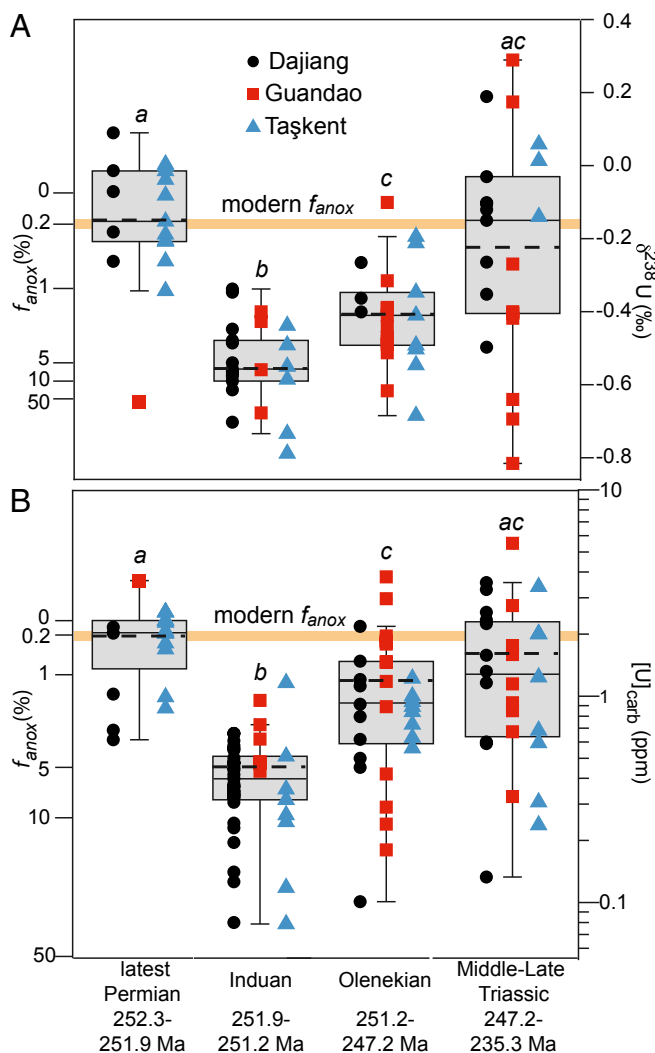 A
Dajiang
Guandao
Taşkent
a
b
c
ac
modern f_anox
f_anox(%)
0
0.2
1
5
10
50
0.4
0.2
0.0
-0.2
-0.4
-0.6
-0.8
δ238U (‰)
B
a
b
c
ac
modern f_anox
f_anox(%)
0
0.2
1
5
10
50
10
1
0.1
[U]carb (ppm)
latest
Permian
252.3-
251.9 Ma
Induan
251.9-
251.2 Ma
Olenekian
251.2-
247.2 Ma
Middle-Late
Triassic
247.2-
235.3 Ma